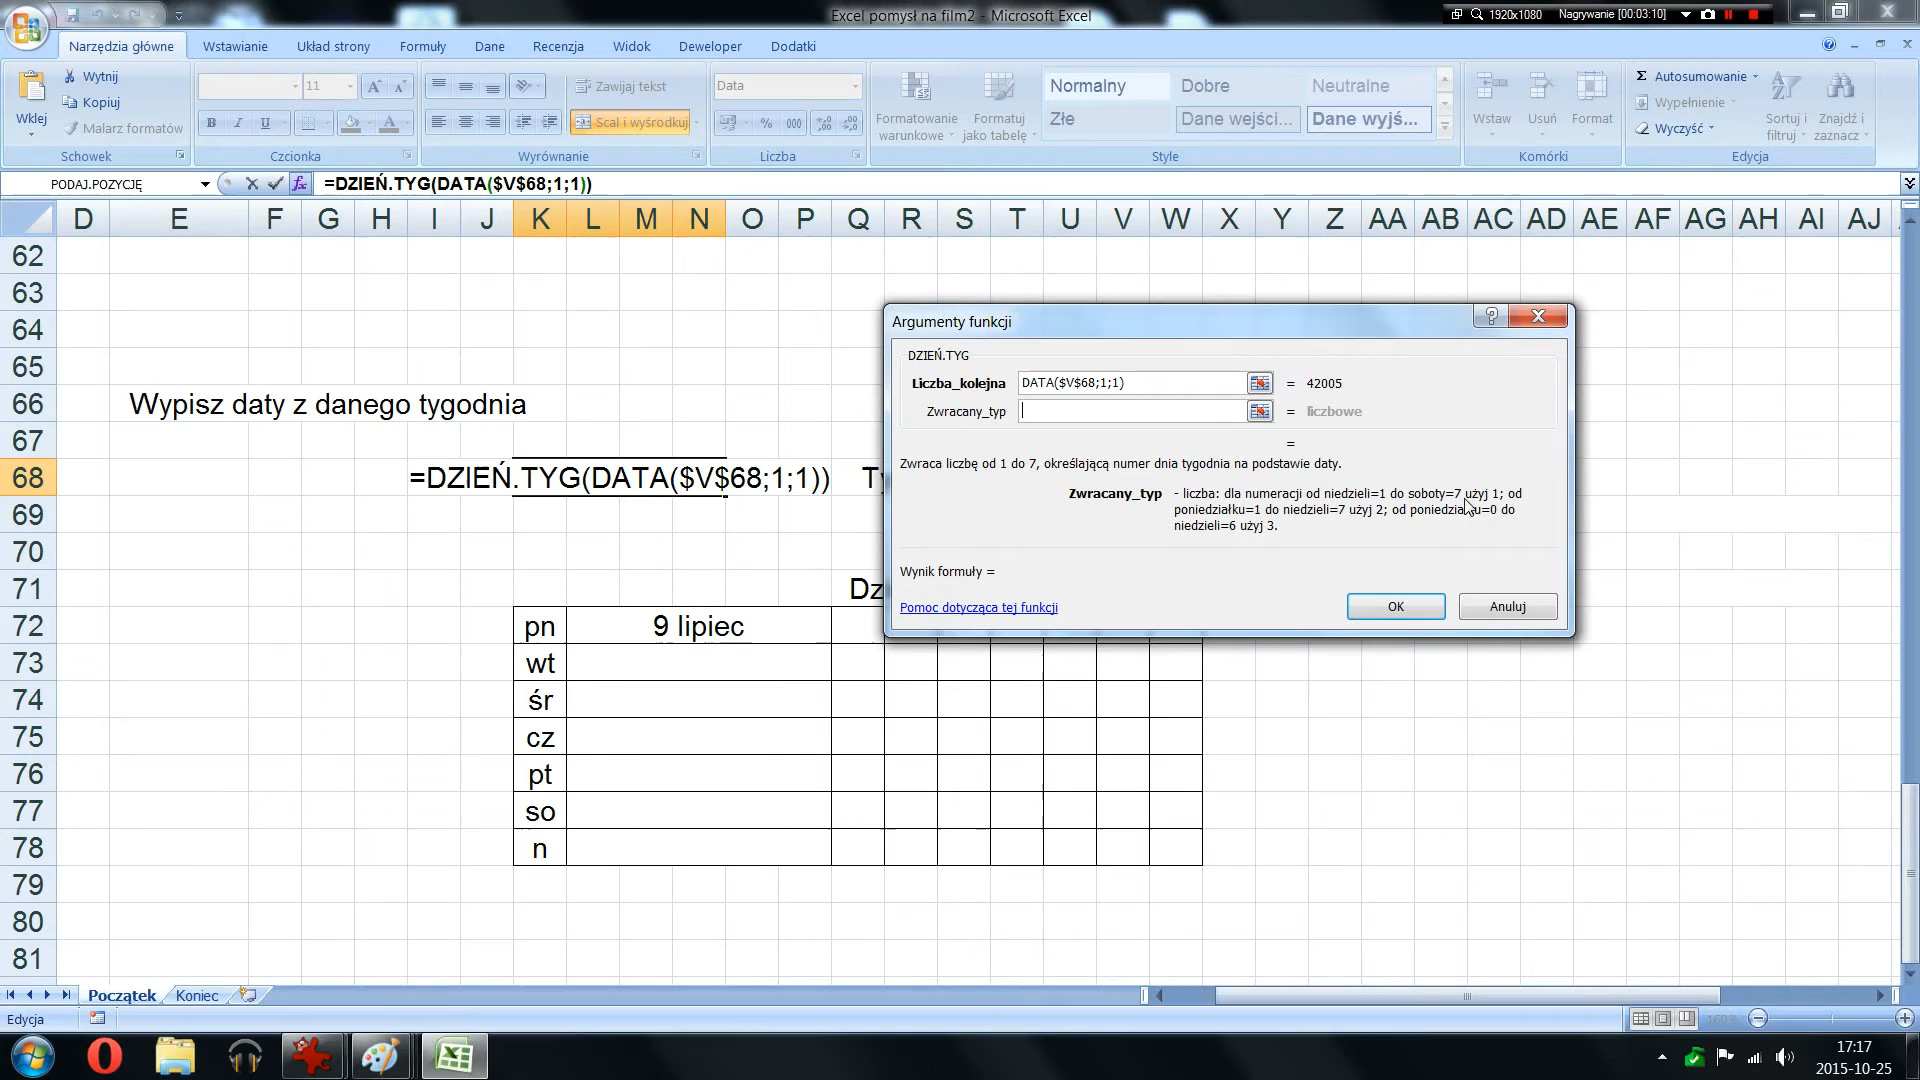 Excel pomysł na film2 - Microsoft Excel
1920x1080 Nagrywanie [00:03:10]
Narzędzia główne Wstawianie Układ strony Formuły Dane Recenzja Widok Deweloper Dodatki
Wklej
Wytnij
Kopiuj
Malarz formatów
Schowek
11
B I U
Czcionka
Zawijaj tekst
Scal i wyśrodkuj
Wyrównanie
Data
% 000
Liczba
Formatowanie warunkowe
Formatuj jako tabelę
Normalny Dobre Neutralne
Złe Dane wejści... Dane wyjś...
Style
Wstaw Usuń Format
Komórki
Σ Autosumowanie
Wypełnienie
Wyczyść
Sortuj i filtruj
Znajdź i zaznacz
Edycja
PODAJ.POZYCJĘ fx =DZIEŃ.TYG(DATA($V$68;1;1))
D E F G H I J K L M N O P Q R S T U V W X Y Z AA AB AC AD AE AF AG AH AI AJ
62
63
64
65
66 Wypisz daty z danego tygodnia
67
68 =DZIEŃ.TYG(DATA($V$68;1;1)) Ty
69
70
71 Dz
72 pn 9 lipiec
73 wt
74 śr
75 cz
76 pt
77 so
78 n
79
80
81
Argumenty funkcji
DZIEŃ.TYG
Liczba_kolejna DATA($V$68;1;1) = 42005
Zwracany_typ = liczbowe
=
Zwraca liczbę od 1 do 7, określającą numer dnia tygodnia na podstawie daty.
Zwracany_typ - liczba: dla numeracji od niedzieli=1 do soboty=7 użyj 1; od
poniedziałku=1 do niedzieli=7 użyj 2; od poniedziałku=0 do
niedzieli=6 użyj 3.
Wynik formuły =
Pomoc dotycząca tej funkcji
OK Anuluj
Początek Koniec
Edycja
160%
17:17
2015-10-25